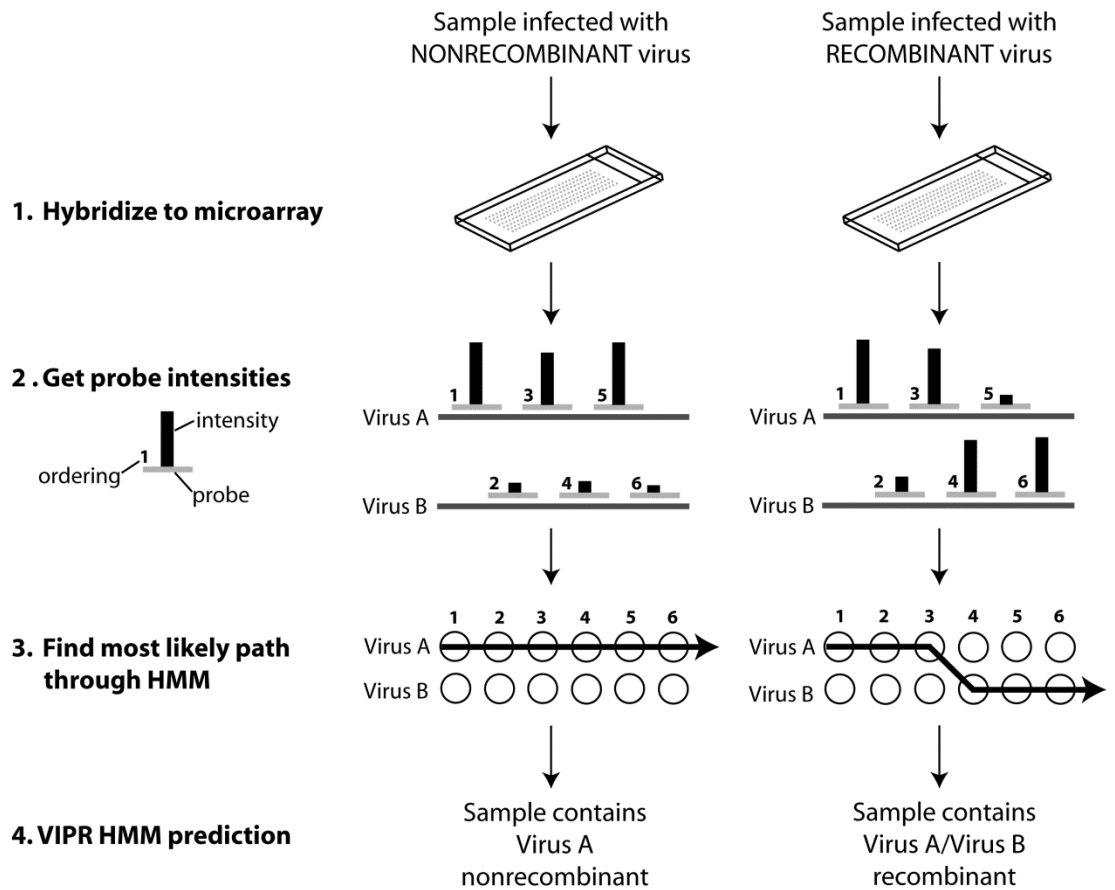 Sample infected with
NONRECOMBINANT virus
Sample infected with
RECOMBINANT virus
1. Hybridize to microarray
2 . Get probe intensities
intensity
1
ordering
probe
1 3 5
Virus A
2 4 6
Virus B
1 3 5
Virus A
2 4 6
Virus B
3. Find most likely path
through HMM
1 2 3 4 5 6
Virus A
Virus B
1 2 3 4 5 6
Virus A
Virus B
4. VIPR HMM prediction
Sample contains
Virus A
nonrecombinant
Sample contains
Virus A/Virus B
recombinant